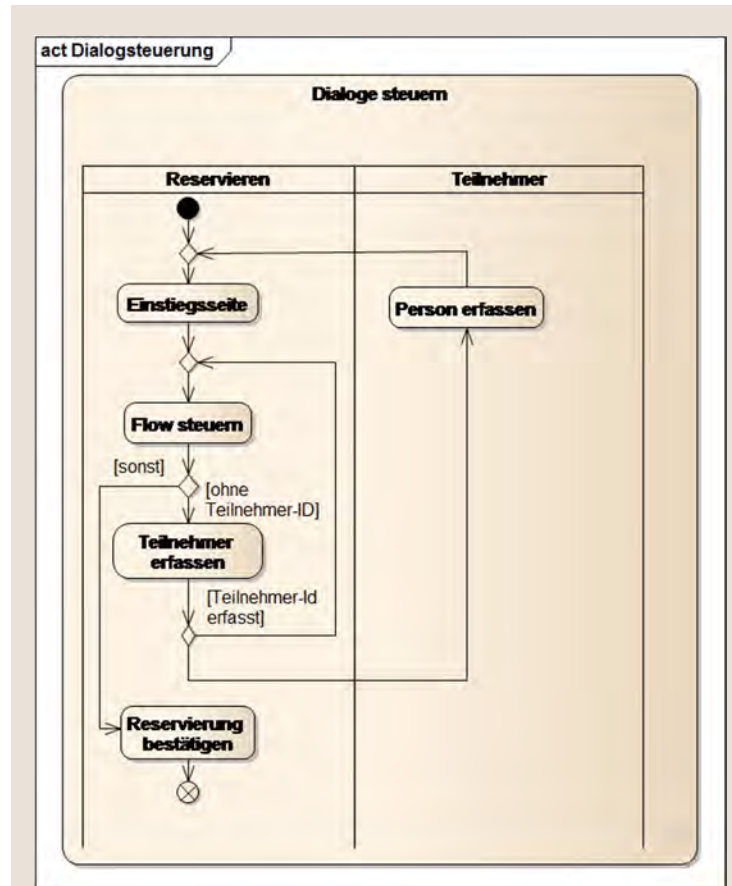 act Dialogsteuerung
Dialoge steuern
Reservieren
Teilnehmer
Einstiegsseite
Person erfassen
Flow steuern
[sonst]
[ohne
Teilnehmer-ID]
Teilnehmer
erfassen
[Teilnehmer-Id
erfasst]
Reservierung
bestätigen